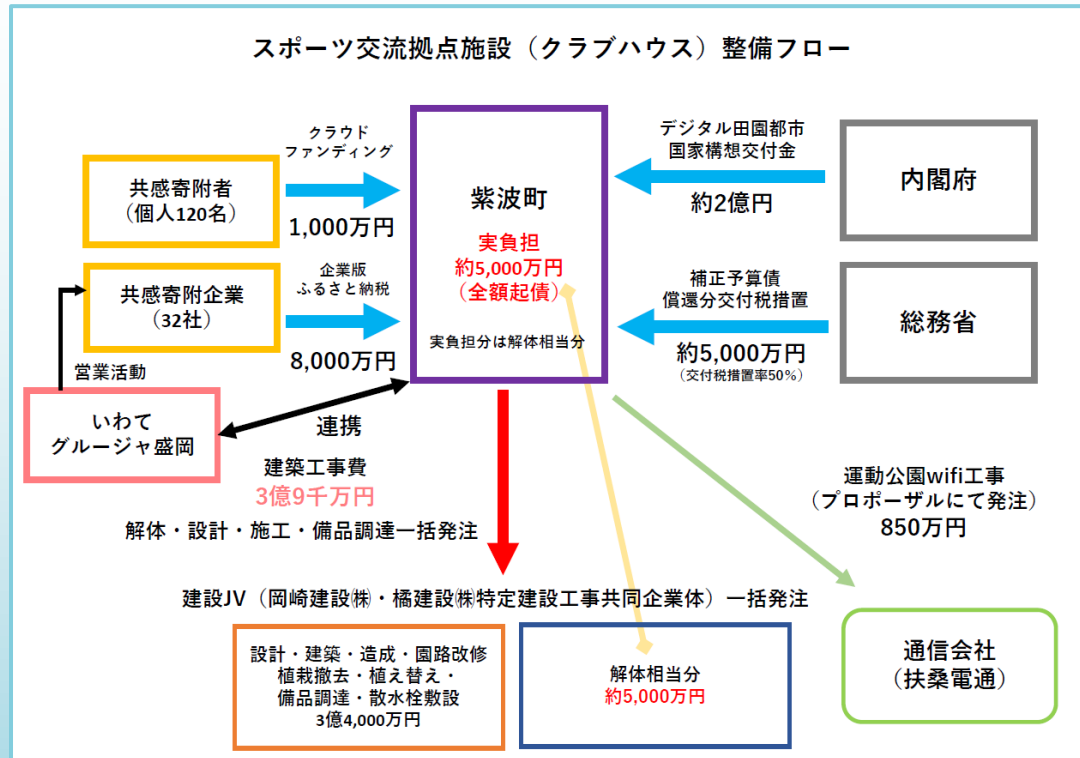 スポーツ交流拠点施設（クラブハウス）整備フロー
共感寄附者
（個人120名）
クラウド
ファンディング
1,000万円
共感寄附企業
（32社）
企業版
ふるさと納税
8,000万円
営業活動
いわて
グルージャ盛岡
連携
紫波町
実負担
約5,000万円
（全額起債）
実負担分は解体相当分
デジタル田園都市
国家構想交付金
約2億円
内閣府
補正予算債
償還分交付税措置
約5,000万円
（交付税措置率50%）
総務省
建築工事費
3億9千万円
解体・設計・施工・備品調達一括発注
運動公園wifi工事
（プロポーザルにて発注）
850万円
建設JV（岡崎建設㈱・橘建設㈱特定建設工事共同企業体）一括発注
設計・建築・造成・園路改修
植栽撤去・植え替え・
備品調達・散水栓敷設
3億4,000万円
解体相当分
約5,000万円
通信会社
（扶桑電通）